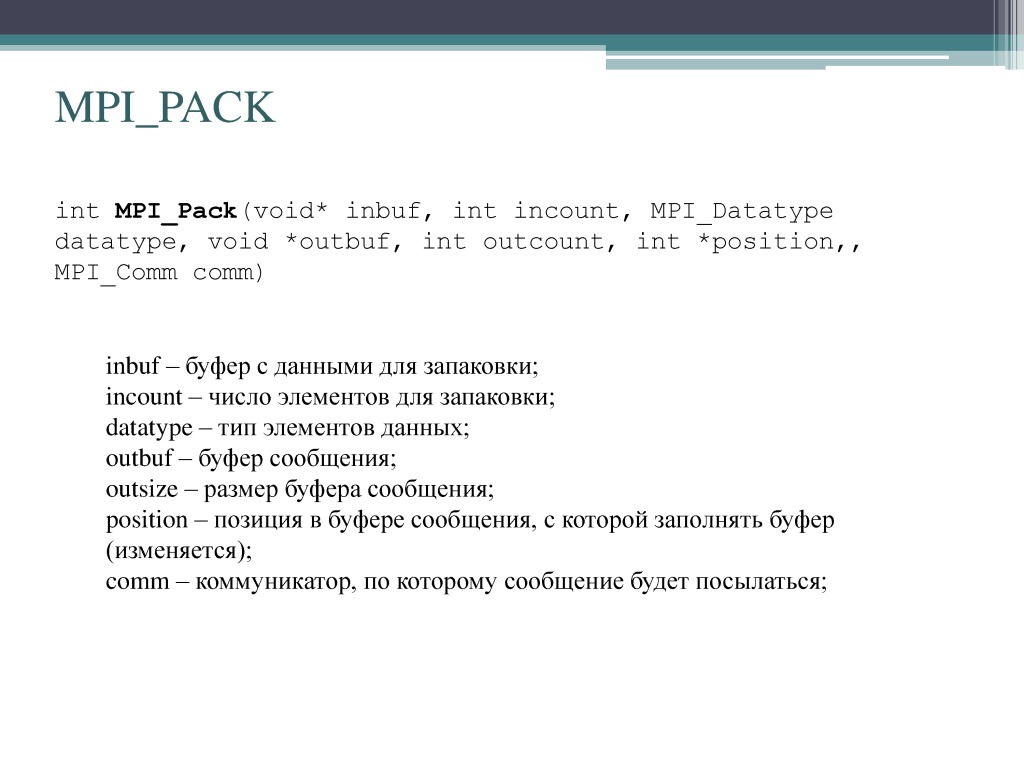 MPI_PACK
int MPI_Pack(void* inbuf, int incount, MPI_Datatype
datatype, void *outbuf, int outcount, int *position,,
MPI_Comm comm)
inbuf – буфер с данными для запаковки;
incount – число элементов для запаковки;
datatype – тип элементов данных;
outbuf – буфер сообщения;
outsize – размер буфера сообщения;
position – позиция в буфере сообщения, с которой заполнять буфер
(изменяется);
comm – коммуникатор, по которому сообщение будет посылаться;